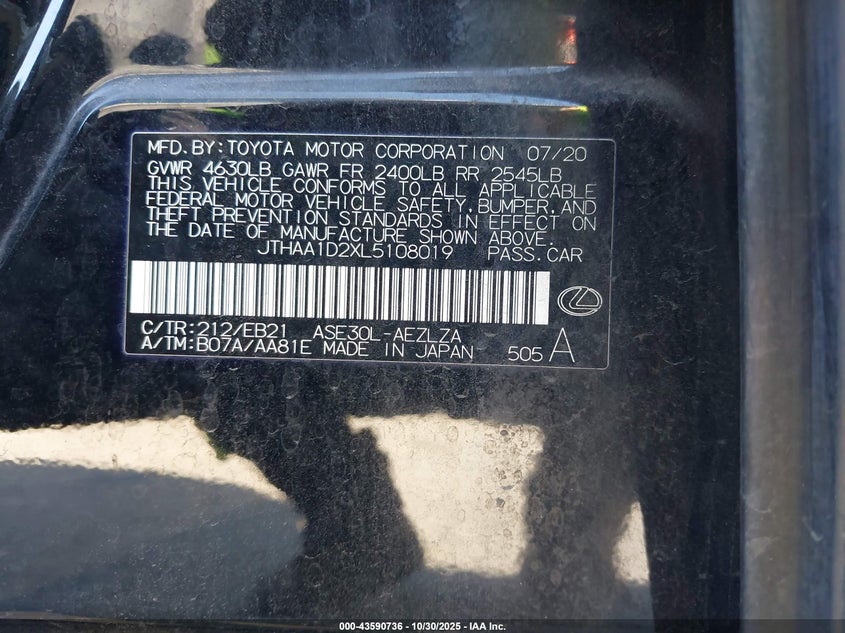 MFD.BY:TOYOTA MOTOR CORPORATION 07/20
GVWR 4630LB GAWR FR 2400LB RR 2545LB
THIS VEHICLE CONFORMS TO ALL APPLICABLE
FEDERAL MOTOR VEHICLE SAFETY,BUMPER,AND
THEFT PREVENTION STANDARDS IN EFFECT ON
THE DATE OF MANUFACTURE SHOWN ABOVE.
JTHAA1D2XL5108019 PASS.CAR
C/TR:212/EB21 ASE30L-AEZLZA
A/TM:B07A/AA81E MADE IN JAPAN 505 A
000-43590736 - 10/30/2025 - IAA Inc.